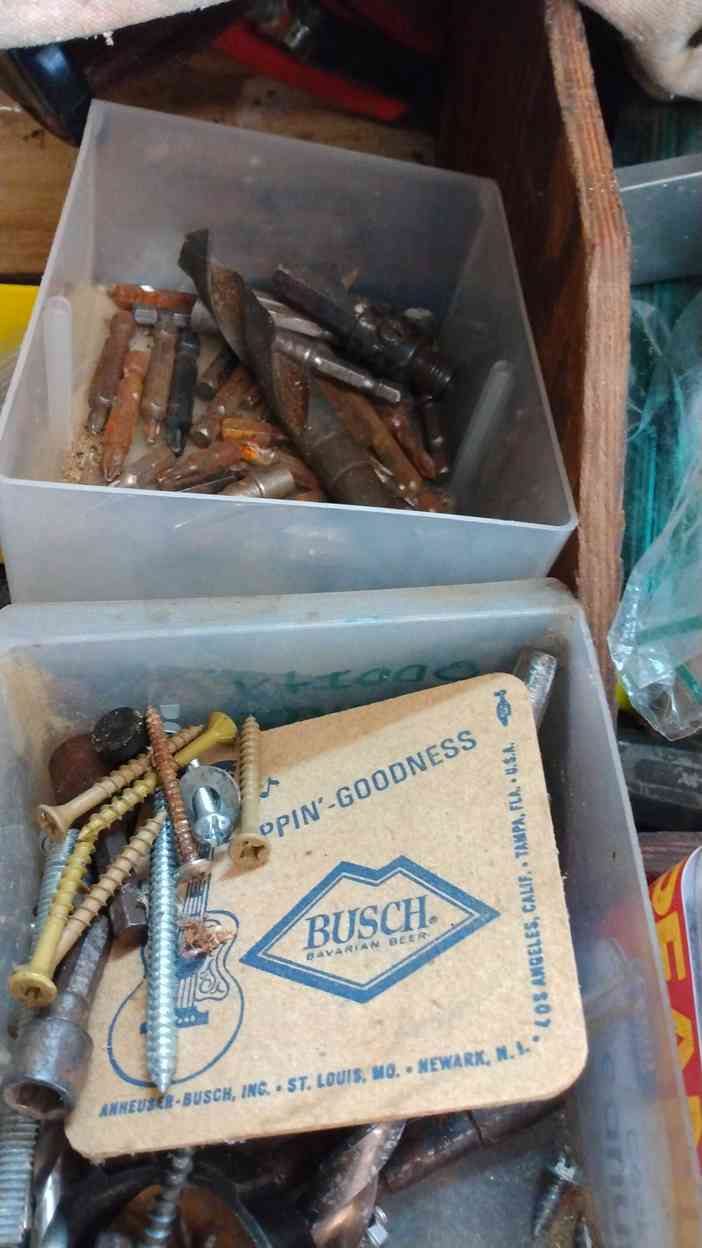 PPIN'-GOODNESS
BUSCH®
BAVARIAN BEER
ANHEUSER-BUSCH, INC. • ST. LOUIS, MO. • NEWARK, N. J. • LOS ANGELES, CALIF. • TAMPA, FLA. • U.S.A.